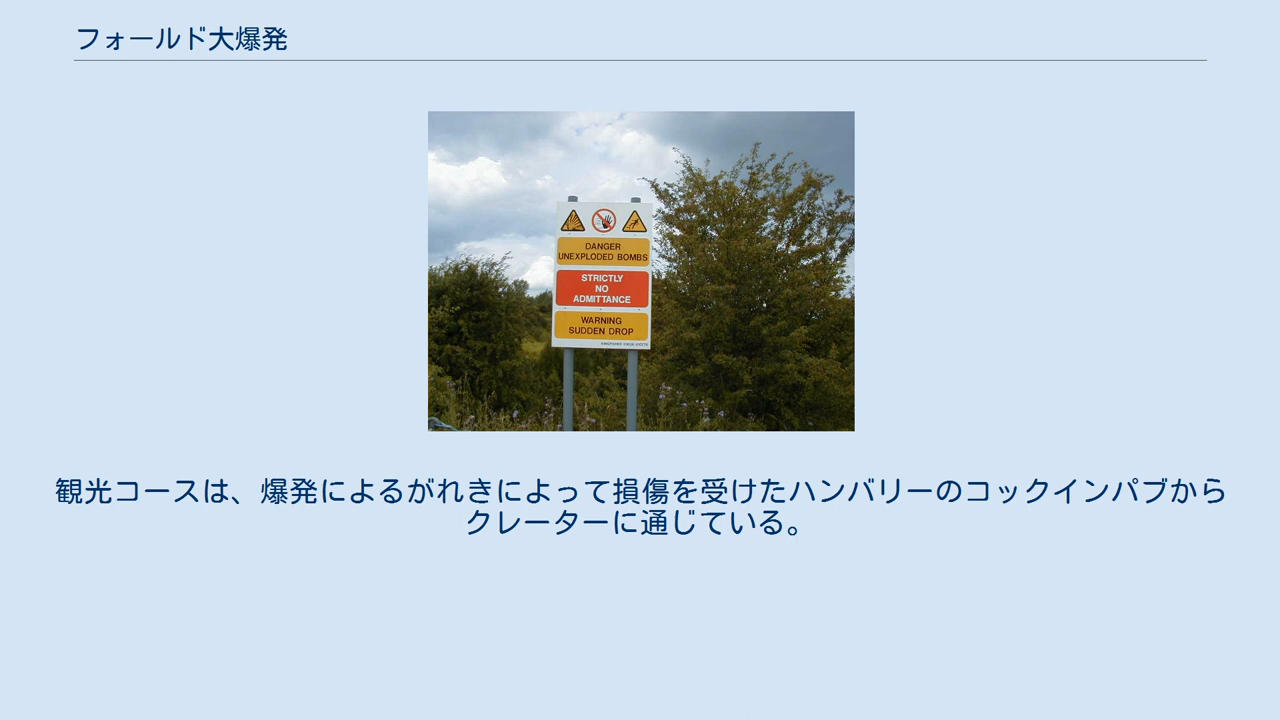 フォールド大爆発
DANGER
UNEXPLODED BOMBS
STRICTLY
NO
ADMITTANCE
WARNING
SUDDEN DROP
観光コースは、爆発によるがれきによって損傷を受けたハンバリーのコックインパブから
クレーターに通じている。